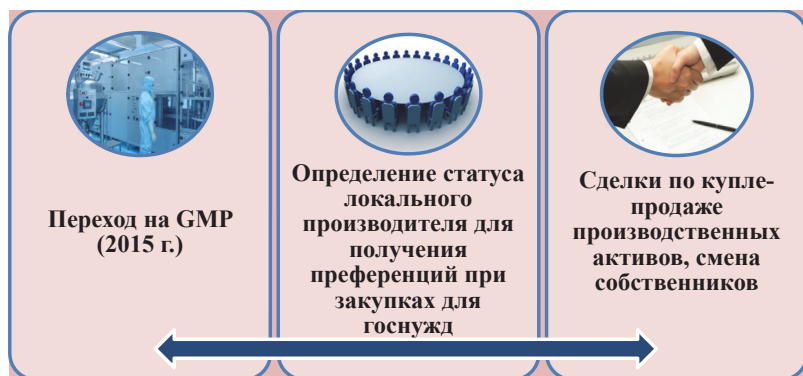 Переход на GMP
(2015 г.)
Определение статуса
локального
производителя для
получения
преференций при
закупках для
госнужд
Сделки по купле-
продаже
производственных
активов, смена
собственников